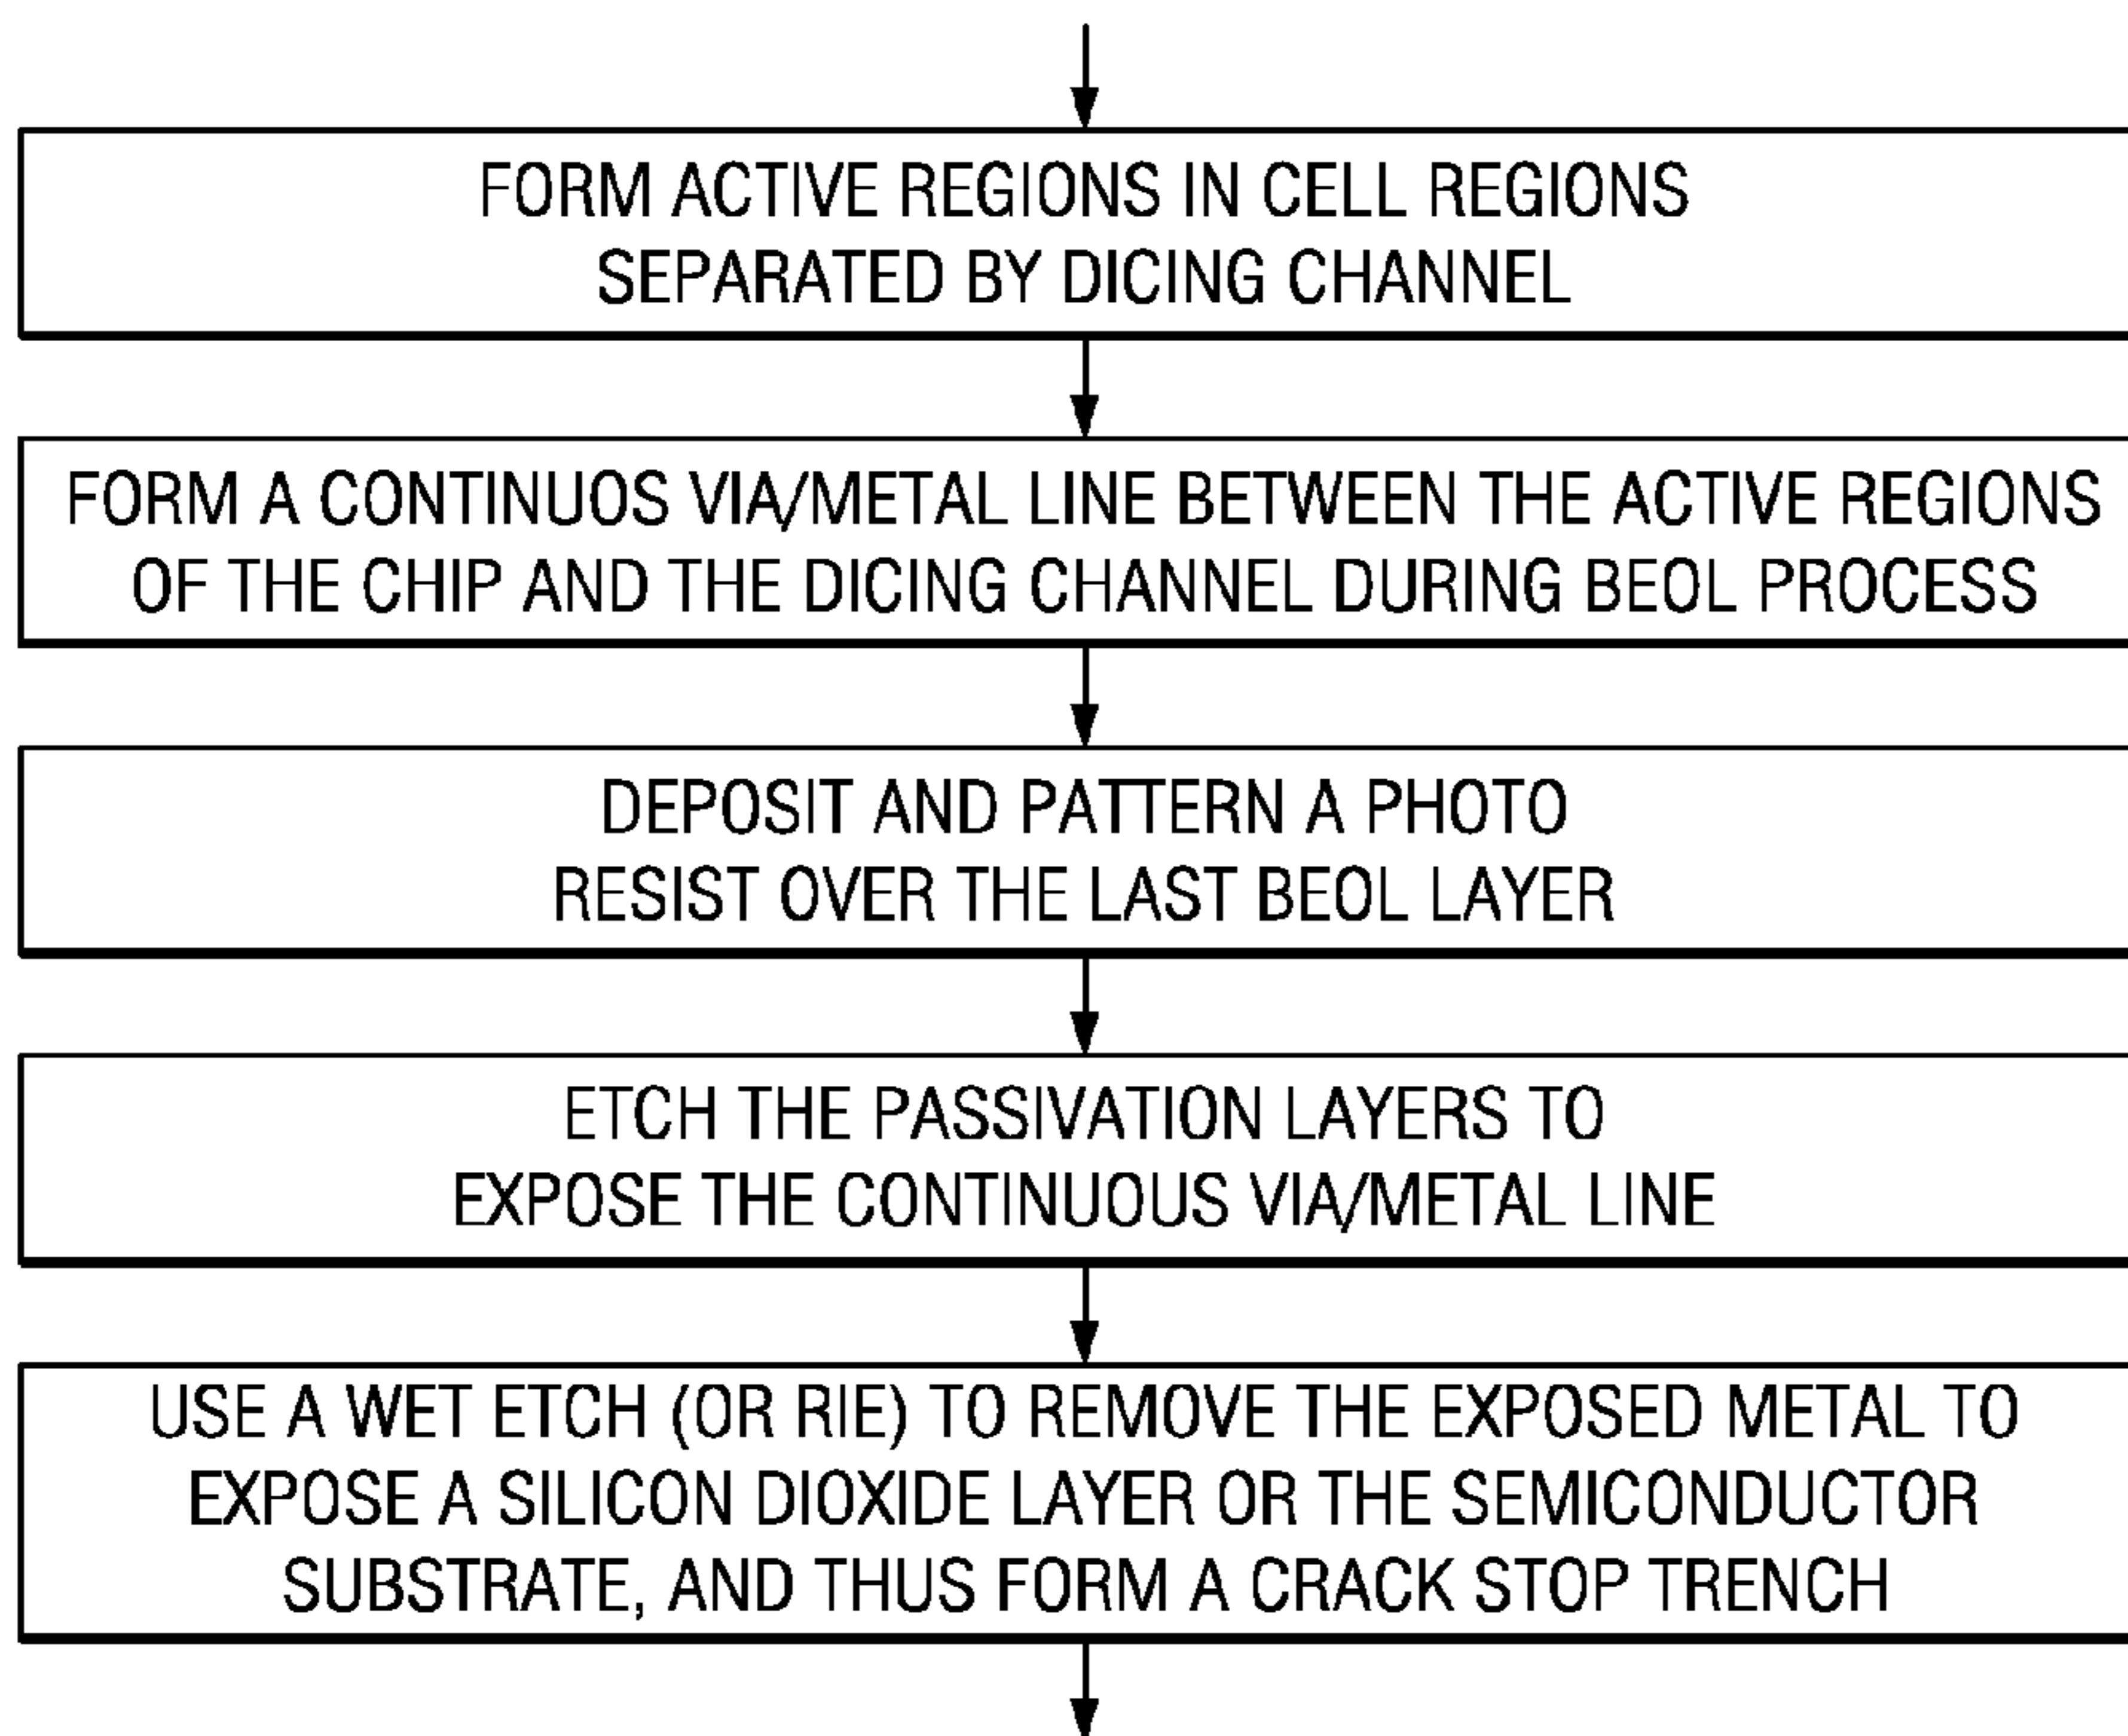 FORM ACTIVE REGIONS IN CELL REGIONS
SEPARATED BY DICING CHANNEL
FORM A CONTINUOS VIA/METAL LINE BETWEEN THE ACTIVE REGIONS
OF THE CHIP AND THE DICING CHANNEL DURING BEOL PROCESS
DEPOSIT AND PATTERN A PHOTO
RESIST OVER THE LAST BEOL LAYER
ETCH THE PASSIVATION LAYERS TO
EXPOSE THE CONTINUOUS VIA/METAL LINE
USE A WET ETCH (OR RIE) TO REMOVE THE EXPOSED METAL TO
EXPOSE A SILICON DIOXIDE LAYER OR THE SEMICONDUCTOR
SUBSTRATE, AND THUS FORM A CRACK STOP TRENCH